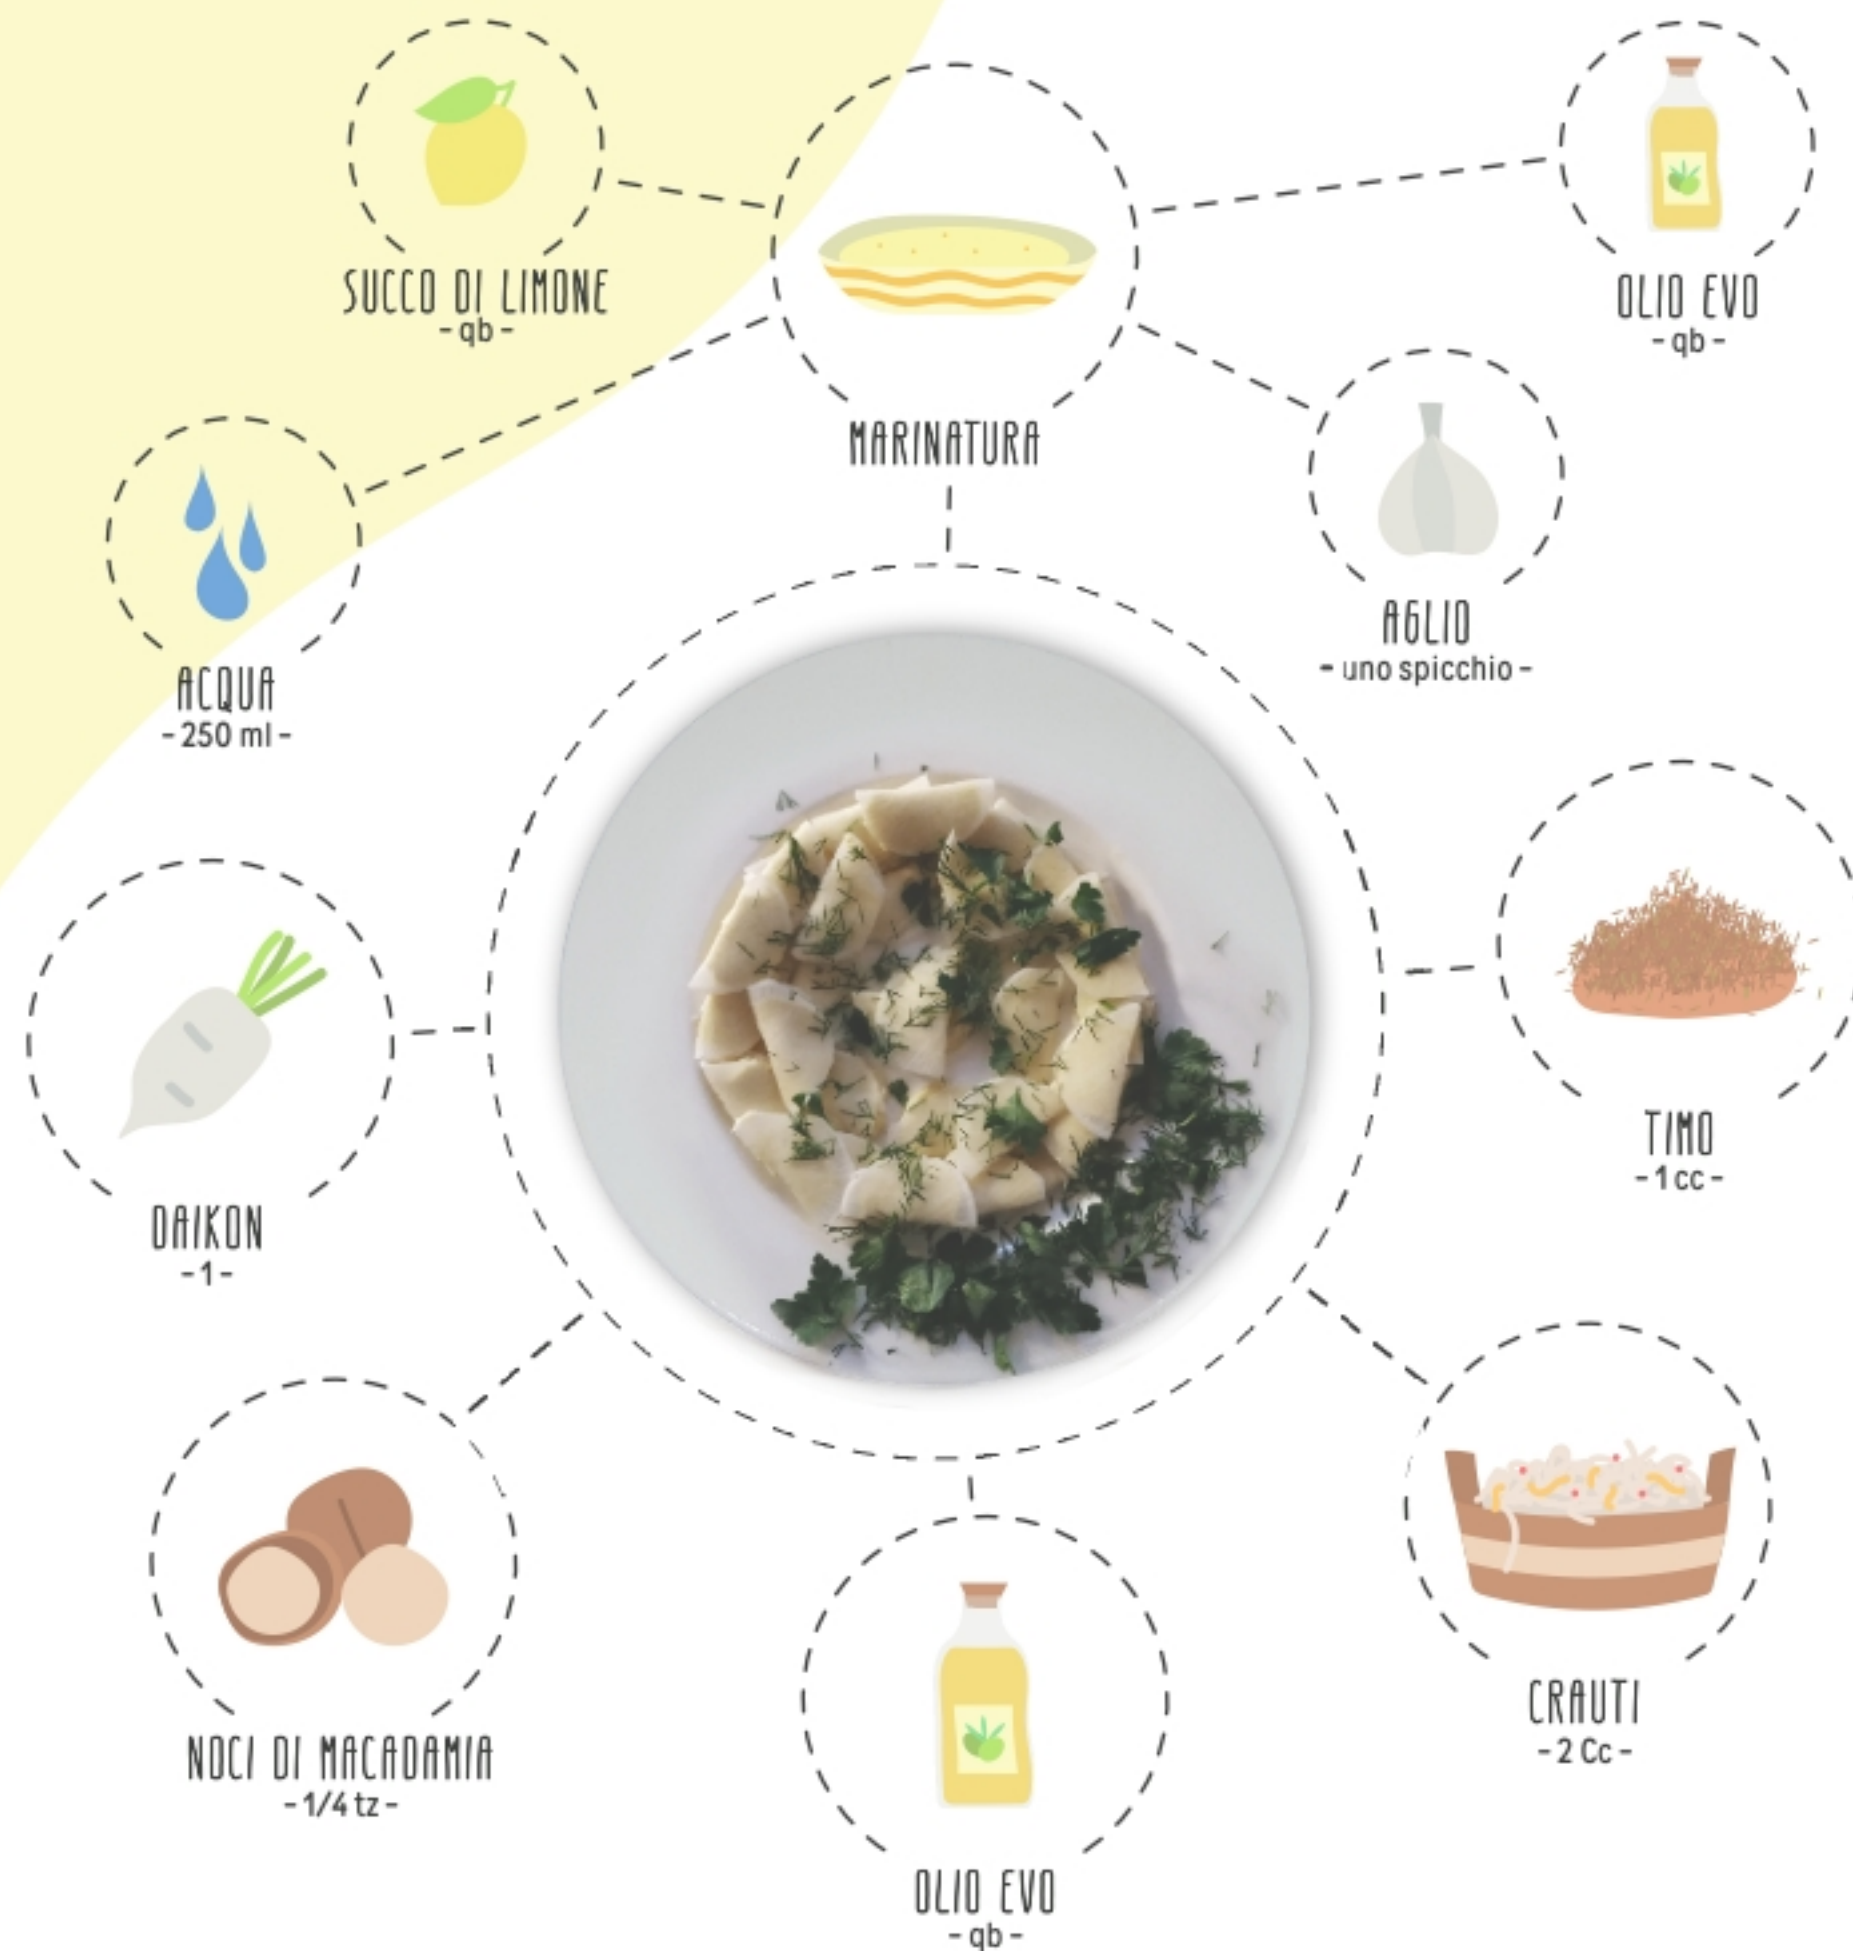 SUCCO DI LIMONE
- qb -
OLIO EVO
- qb -
MARINATURA
AGLIO
- uno spicchio -
ACQUA
- 250 ml -
TIMO
- 1 cc -
DAIKON
- 1 -
CRAUTI
- 2 Cc -
NOCI DI MACADAMIA
- 1/4 tz -
OLIO EVO
- qb -